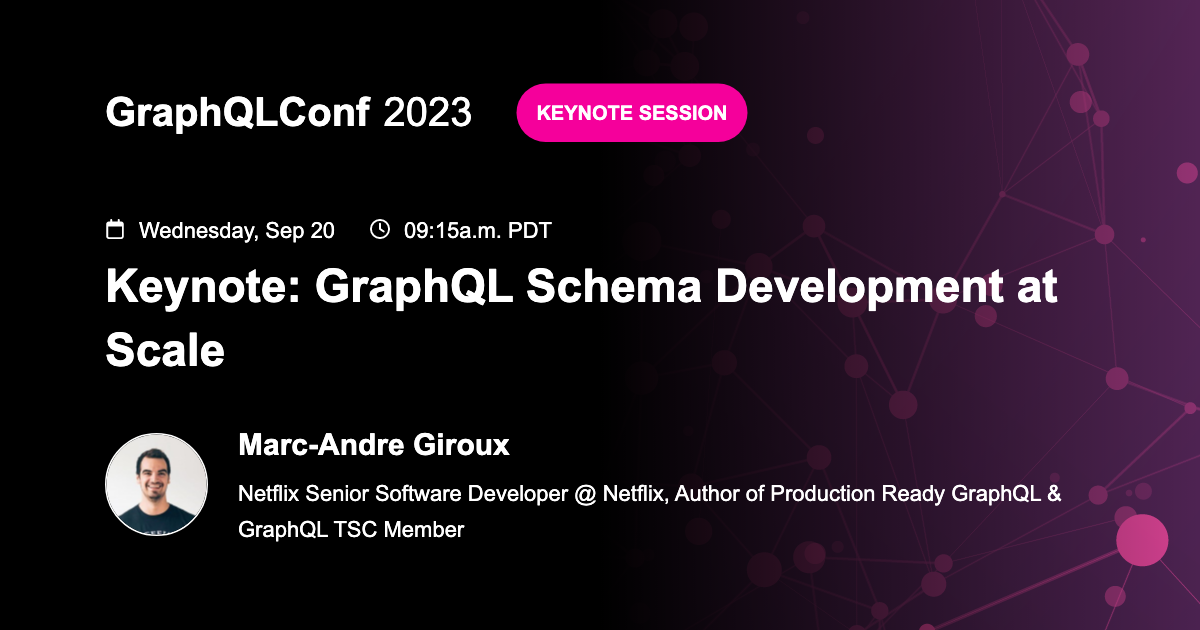 GraphQLConf 2023
KEYNOTE SESSION
Wednesday, Sep 20
09:15a.m. PDT
Keynote: GraphQL Schema Development at
Scale
Marc-Andre Giroux
Netflix Senior Software Developer @ Netflix, Author of Production Ready GraphQL &
GraphQL TSC Member